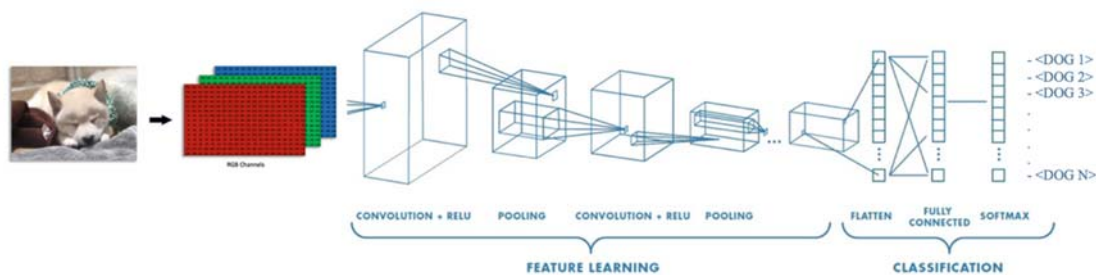 RGB Channels
CONVOLUTION + RELU
POOLING
CONVOLUTION + RELU
POOLING
FLATTEN
FULLY
CONNECTED
SOFTMAX
FEATURE LEARNING
CLASSIFICATION
- <DOG 1>
- <DOG 2>
- <DOG 3>
- <DOG N>